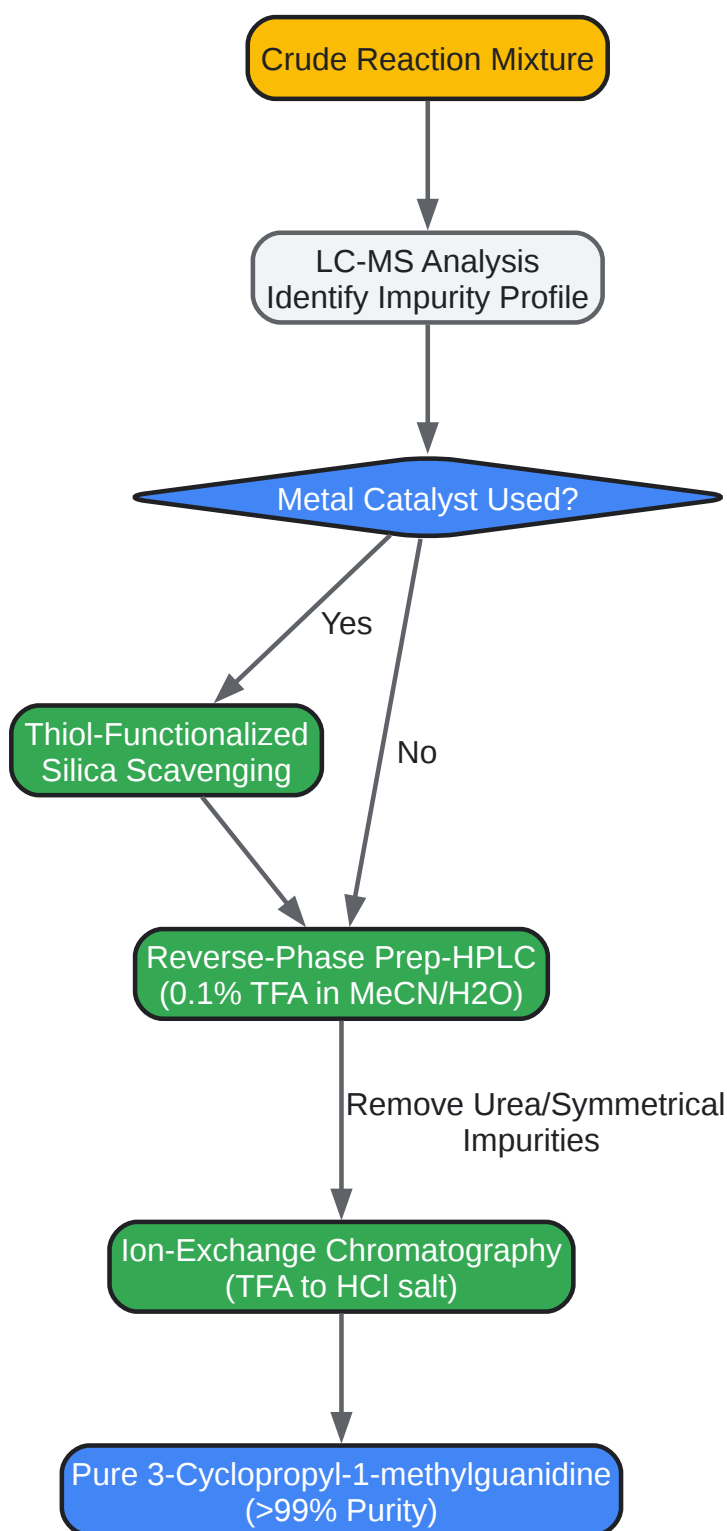 Crude Reaction Mixture
LC-MS Analysis
Identify Impurity Profile
Metal Catalyst Used?
Yes
Thiol-Functionalized
Silica Scavenging
No
Reverse-Phase Prep-HPLC
(0.1% TFA in MeCN/H2O)
Remove Urea/Symmetrical
Impurities
Ion-Exchange Chromatography
(TFA to HCl salt)
Pure 3-Cyclopropyl-1-methylguanidine
(>99% Purity)